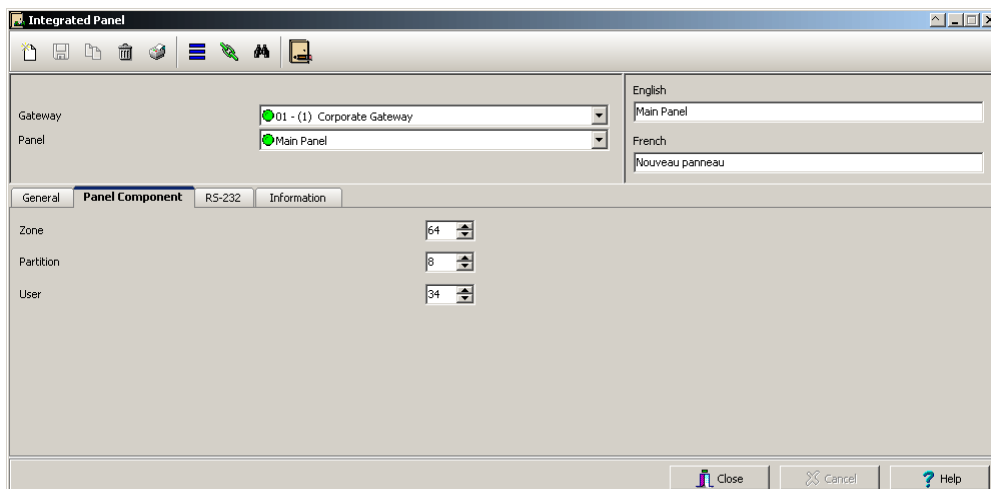 Integrated Panel
English
Gateway
01 - (1) Corporate Gateway
Main Panel
Panel
Main Panel
French
Nouveau panneau
General
Panel Component
RS-232
Information
Zone
64
Partition
8
User
34
Close
Cancel
? Help